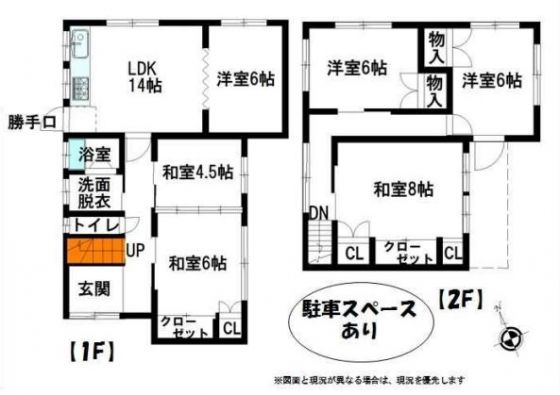 LDK
14帖
洋室6帖
勝手口
浴室
洗面
脱衣
和室4.5帖
トイレ
UP
和室6帖
玄関
クロー
ゼット
CL
【1F】
洋室6帖
物入
物入
洋室6帖
和室8帖
DN
CL
クロー
ゼット
CL
【2F】
駐車スペース
あり
※図面と現況が異なる場合は、現況を優先します